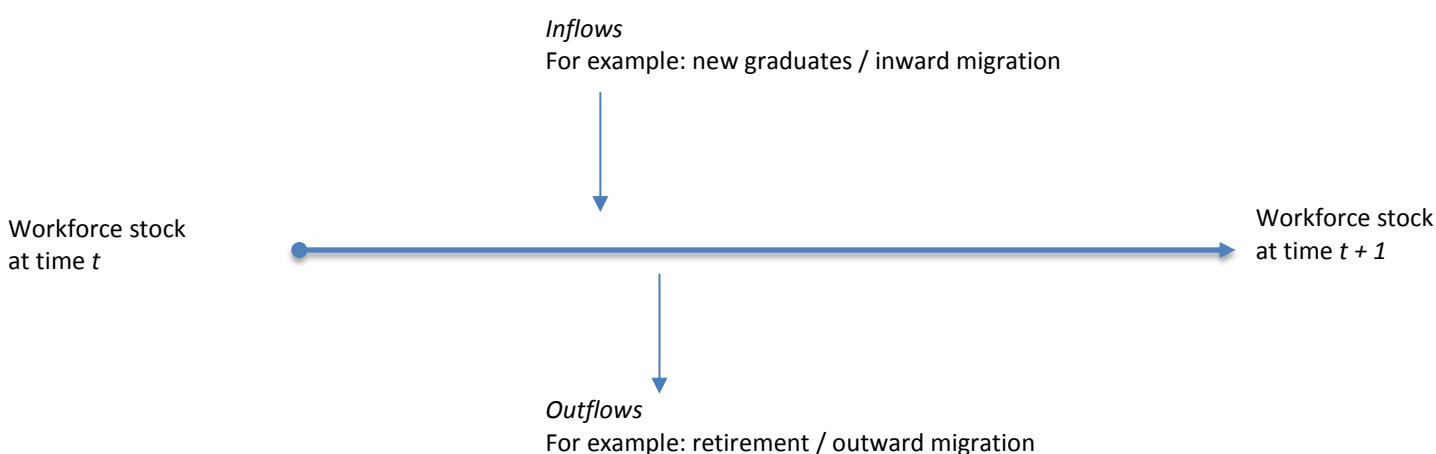 Inflows
For example: new graduates / inward migration
Workforce stock
at time t
Workforce stock
at time t + 1
Outflows
For example: retirement / outward migration